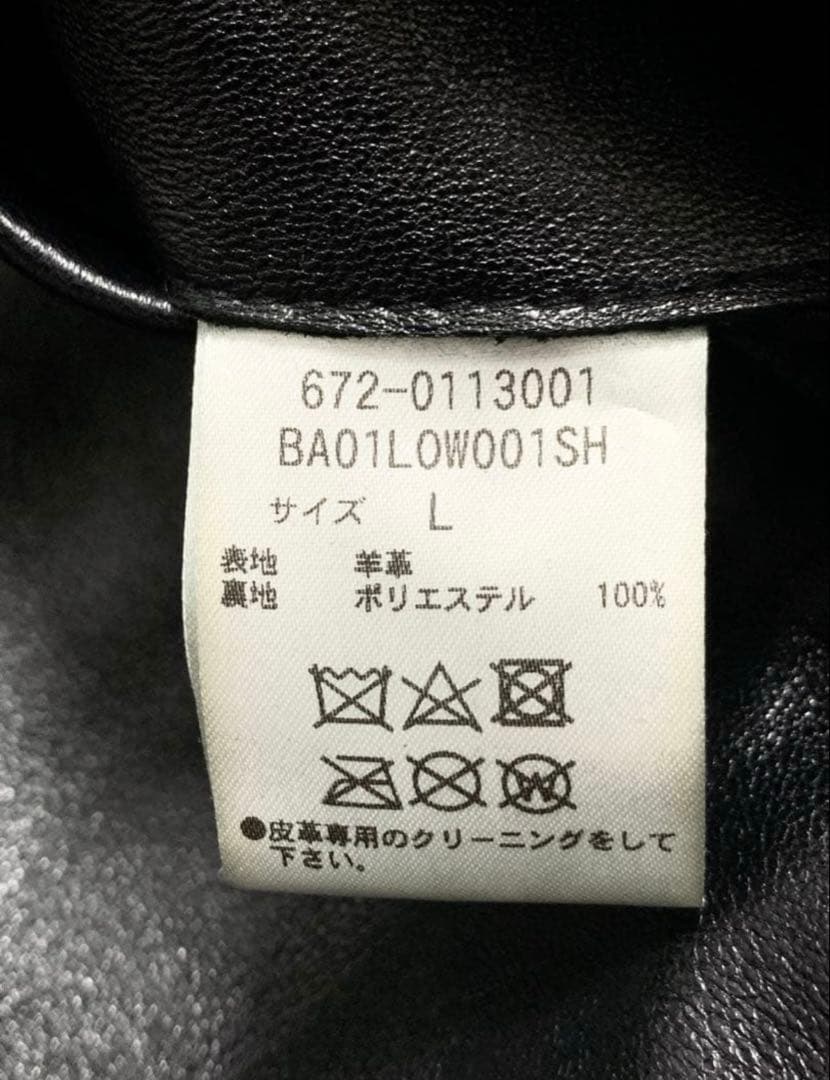 672-0113001
BA01LOW001SH
サイズ L
表地 羊革
裏地 ポリエステル 100%
W
●皮革専用のクリーニングをして
下さい。